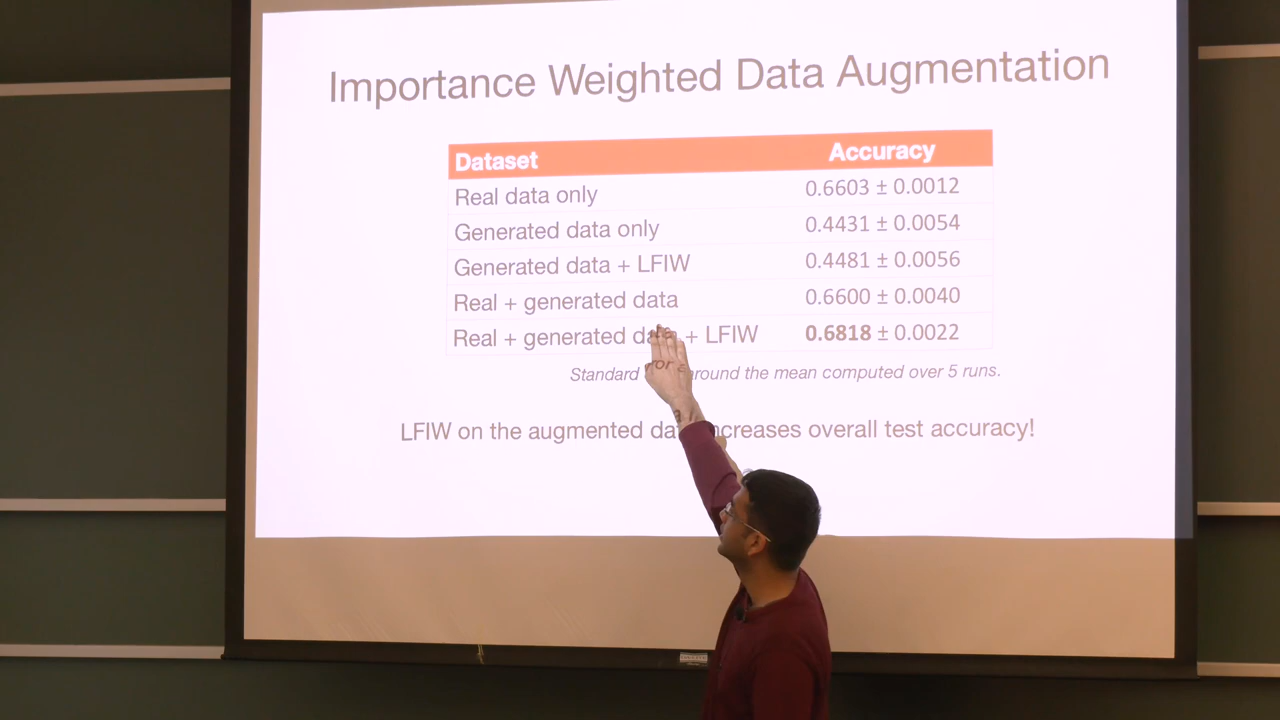 Importance Weighted Data Augmentation
Dataset Accuracy
Real data only 0.6603 ± 0.0012
Generated data only 0.4431 ± 0.0054
Generated data + LFIW 0.4481 ± 0.0056
Real + generated data 0.6600 ± 0.0040
Real + generated data + LFIW 0.6818 ± 0.0022
Standard around the mean computed over 5 runs.
LFIW on the augmented data increases overall test accuracy!